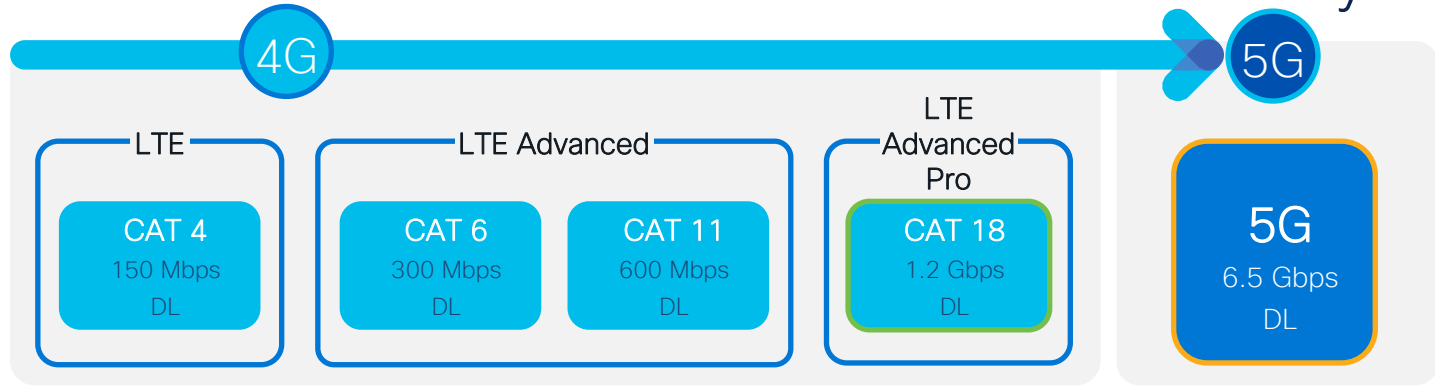 4G
5G
LTE
CAT 4
150 Mbps
DL
LTE Advanced
CAT 6
300 Mbps
DL
CAT 11
600 Mbps
DL
LTE
Advanced
Pro
CAT 18
1.2 Gbps
DL
5G
6.5 Gbps
DL